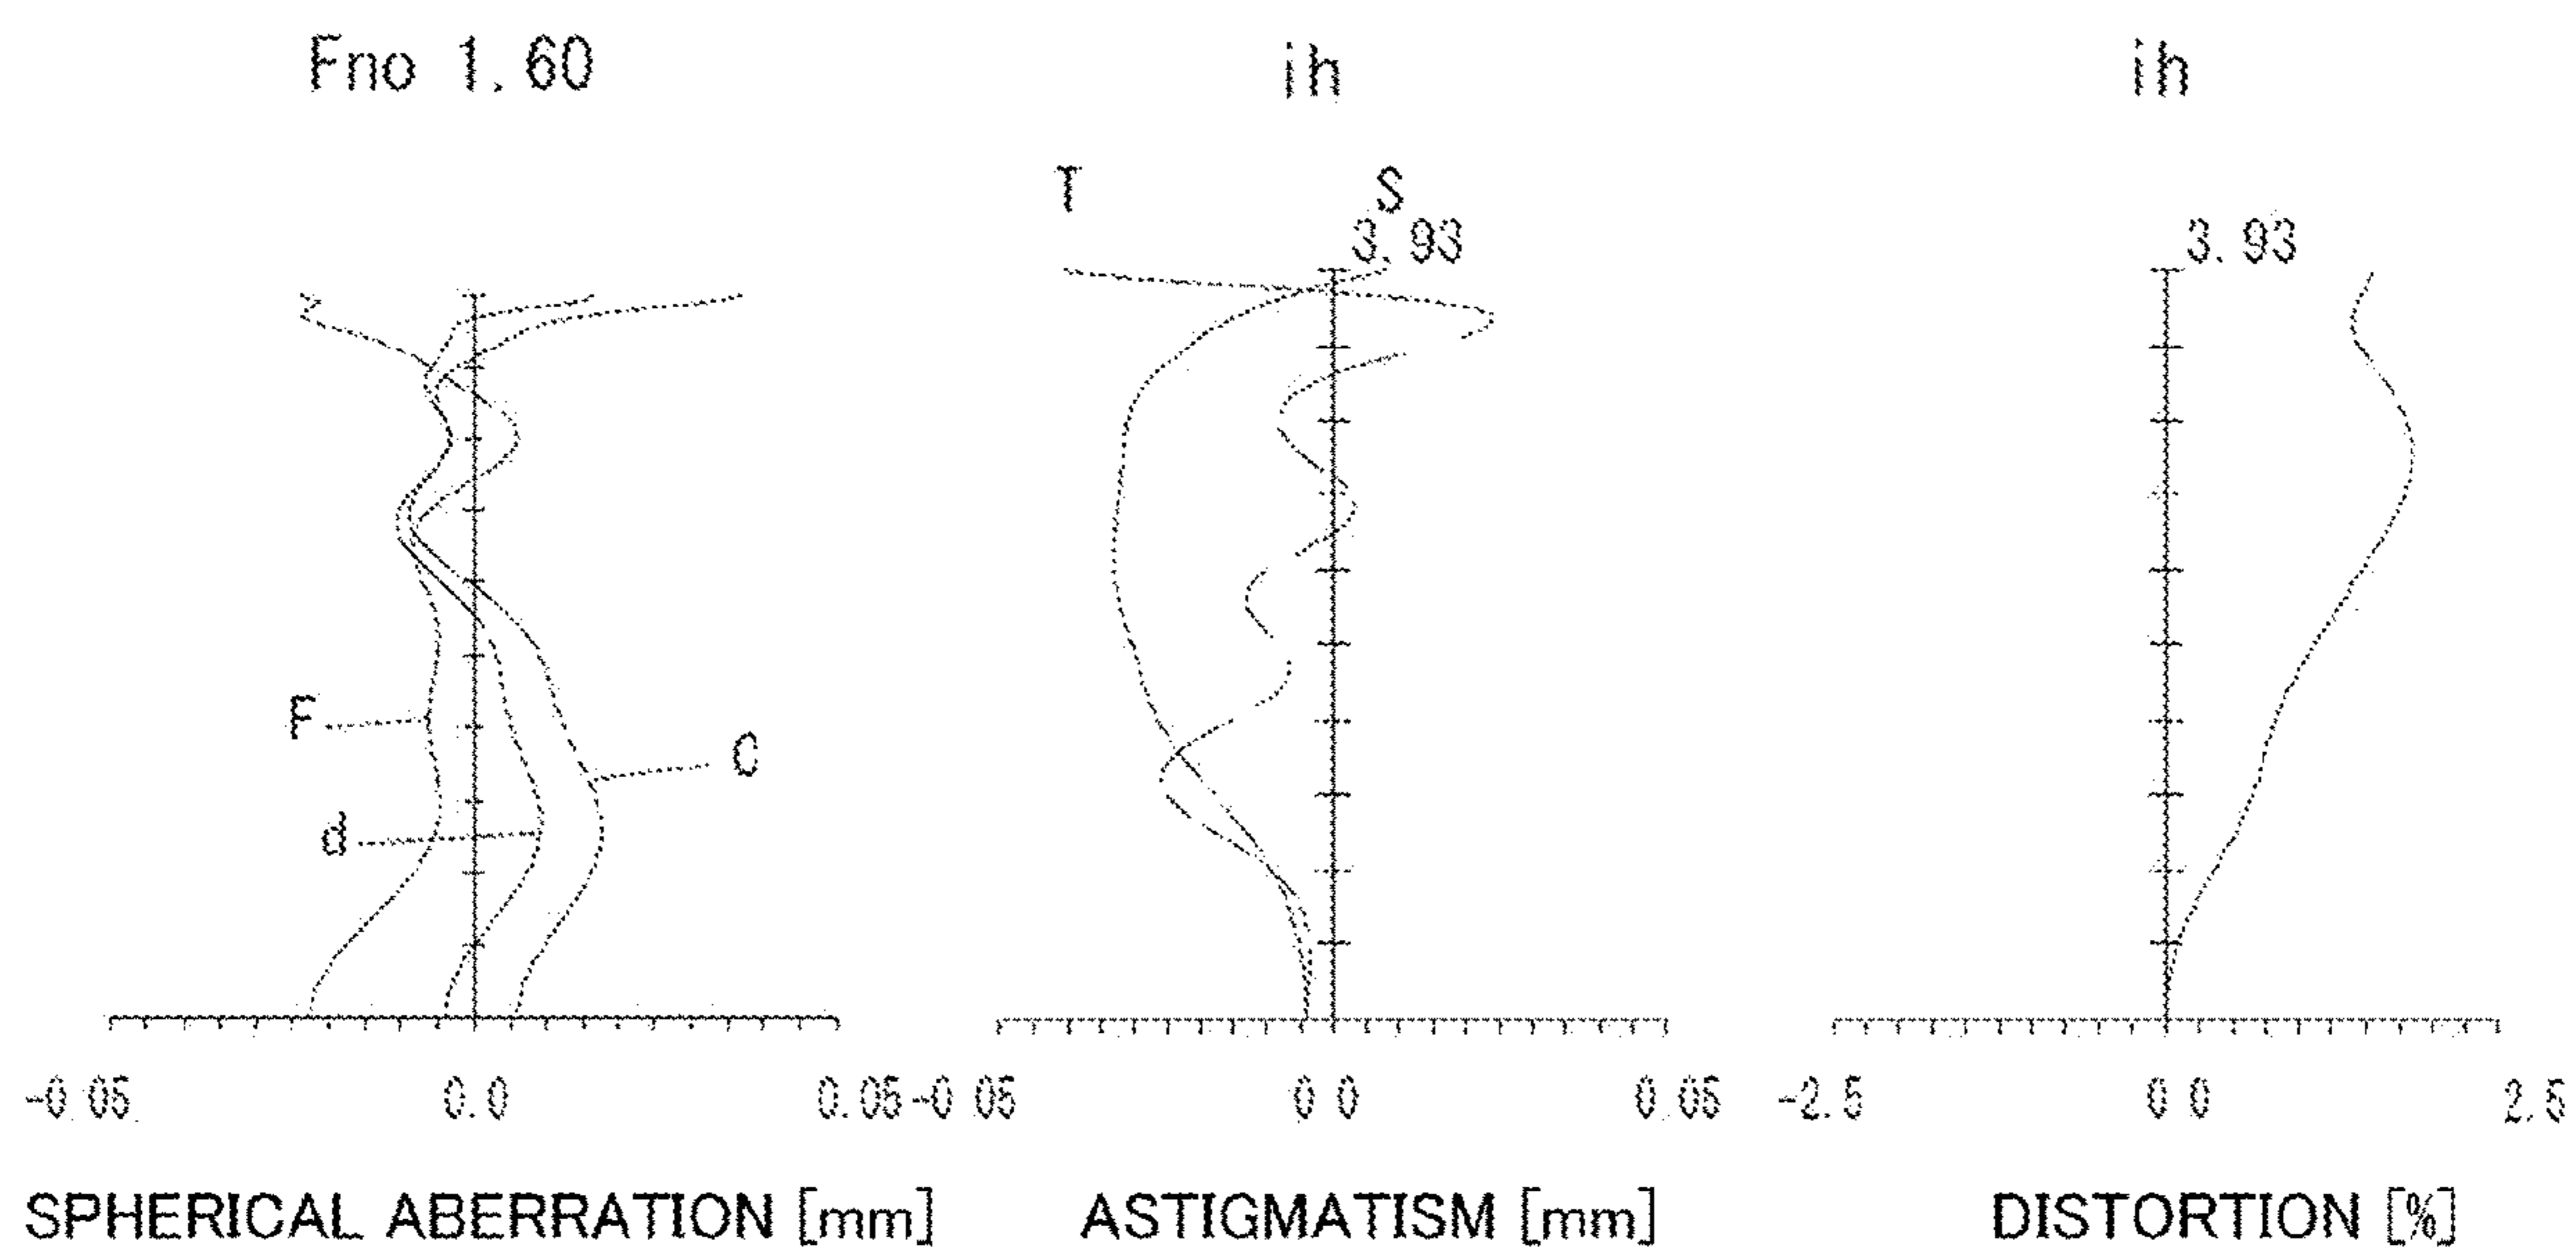 Fno 1.60
ih
ih
T
S
3.93
3.93
F
C
d
-0.05
0.0
0.05
-0.05
0 0
0.05
-2.5
0 0
2.5
SPHERICAL ABERRATION [mm]
ASTIGMATISM [mm]
DISTORTION [%]